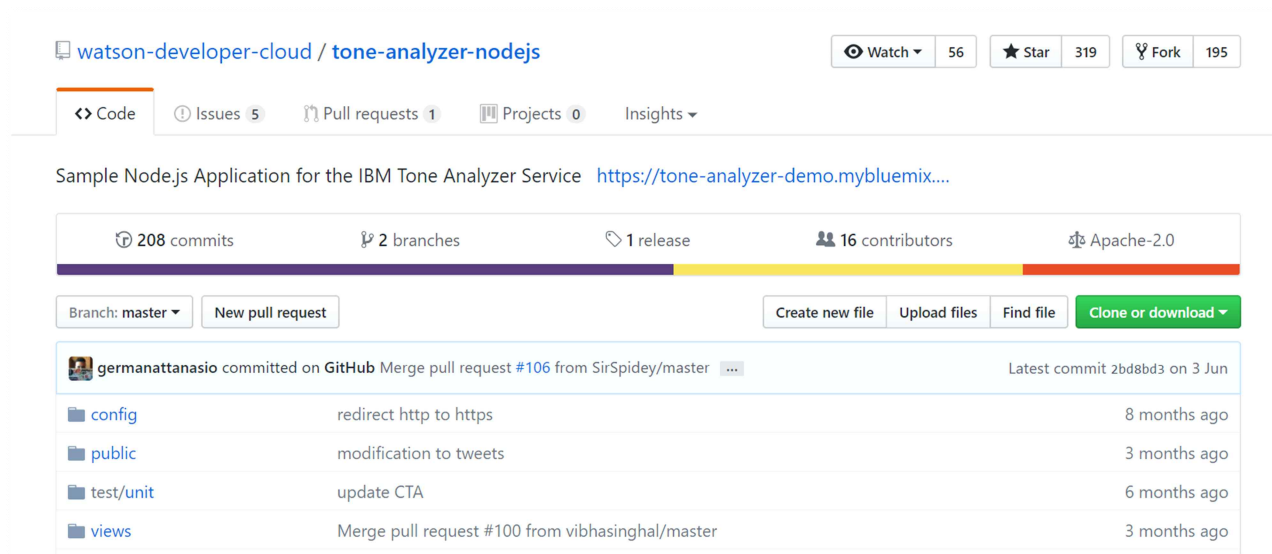 watson-developer-cloud / tone-analyzer-nodejs Watch 56 Star 319 Fork 195
Code Issues 5 Pull requests 1 Projects 0 Insights
Sample Node.js Application for the IBM Tone Analyzer Service https://tone-analyzer-demo.mybluemix....
208 commits 2 branches 1 release 16 contributors Apache-2.0
Branch: master New pull request Create new file Upload files Find file Clone or download
germanattanasio committed on GitHub Merge pull request #106 from SirSpidey/master ... Latest commit 2bd8bd3 on 3 Jun
config redirect http to https 8 months ago
public modification to tweets 3 months ago
test/unit update CTA 6 months ago
views Merge pull request #100 from vibhasinghal/master 3 months ago